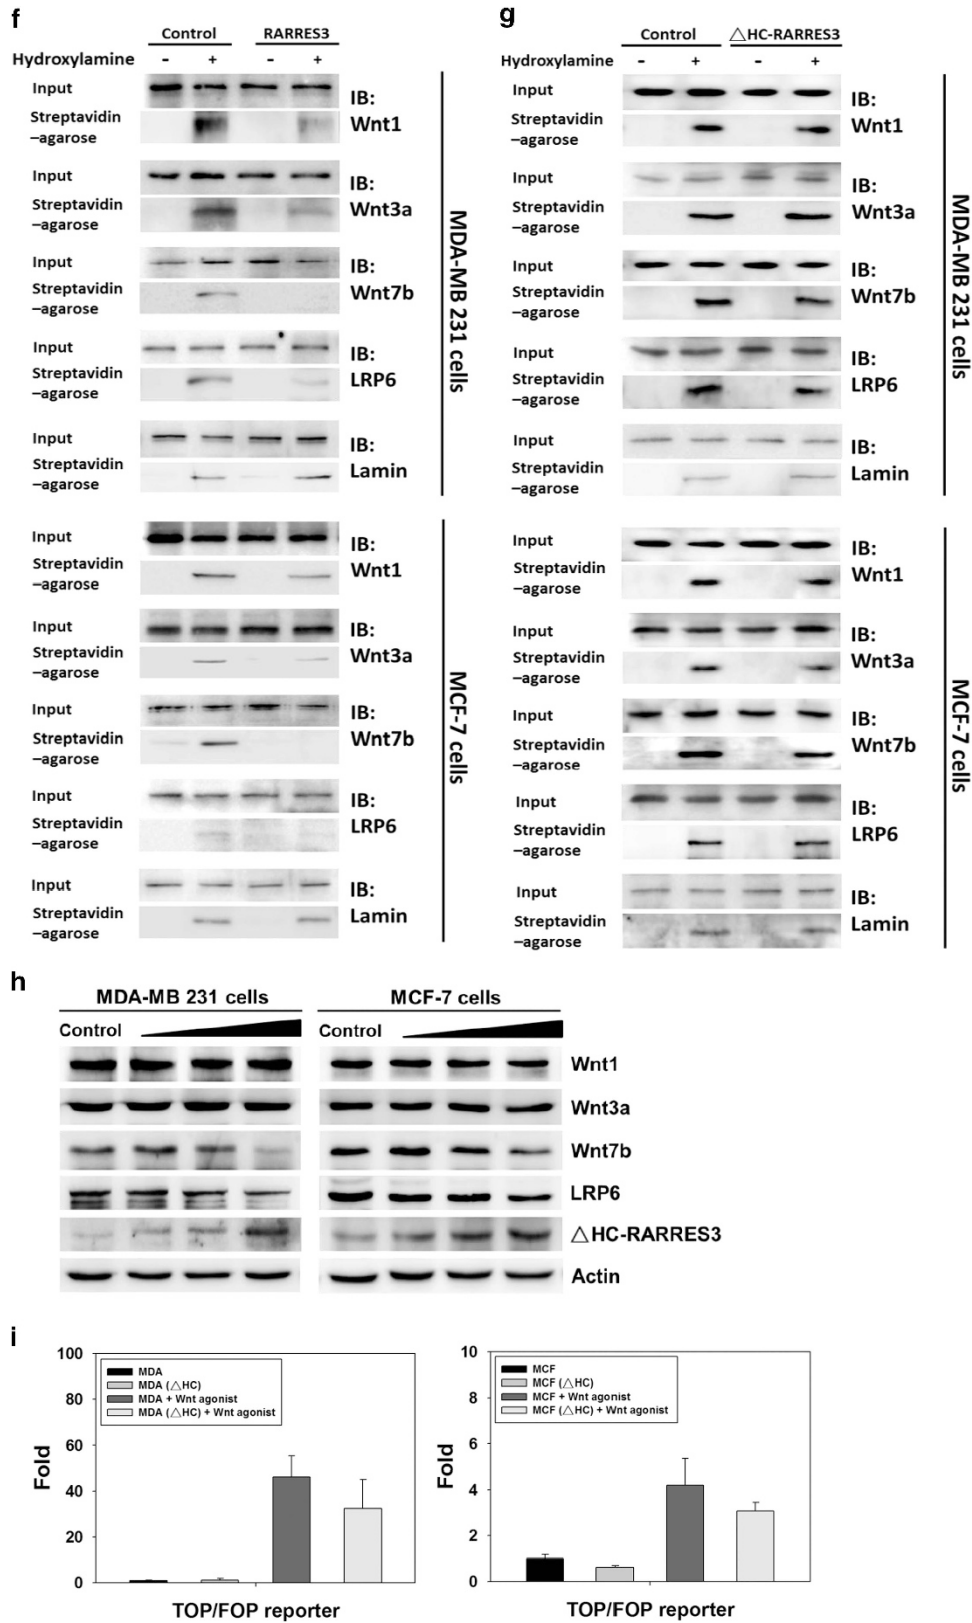 f
Control RARRES3
Hydroxylamine - + - +
Input
IB:
Streptavidin
-agarose
Wnt1
Input
IB:
Streptavidin
-agarose
Wnt3a
Input
IB:
Streptavidin
-agarose
Wnt7b
Input
IB:
Streptavidin
-agarose
LRP6
Input
IB:
Streptavidin
-agarose
Lamin
MDA-MB 231 cells
Input
IB:
Streptavidin
-agarose
Wnt1
Input
IB:
Streptavidin
-agarose
Wnt3a
Input
IB:
Streptavidin
-agarose
Wnt7b
Input
IB:
Streptavidin
-agarose
LRP6
Input
IB:
Streptavidin
-agarose
Lamin
MCF-7 cells
g
Control △HC-RARRES3
Hydroxylamine - + - +
Input
IB:
Streptavidin
-agarose
Wnt1
Input
IB:
Streptavidin
-agarose
Wnt3a
Input
IB:
Streptavidin
-agarose
Wnt7b
Input
IB:
Streptavidin
-agarose
LRP6
Input
IB:
Streptavidin
-agarose
Lamin
MDA-MB 231 cells
Input
IB:
Streptavidin
-agarose
Wnt1
Input
IB:
Streptavidin
-agarose
Wnt3a
Input
IB:
Streptavidin
-agarose
Wnt7b
Input
IB:
Streptavidin
-agarose
LRP6
Input
IB:
Streptavidin
-agarose
Lamin
MCF-7 cells
h
MDA-MB 231 cells MCF-7 cells
Control Control
Wnt1
Wnt3a
Wnt7b
LRP6
△HC-RARRES3
Actin
i
100
80
60
40
20
0
Fold
MDA
MDA (△HC)
MDA + Wnt agonist
MDA (△HC) + Wnt agonist
TOP/FOP reporter
10
8
6
4
2
0
Fold
MCF
MCF (△HC)
MCF + Wnt agonist
MCF (△HC) + Wnt agonist
TOP/FOP reporter